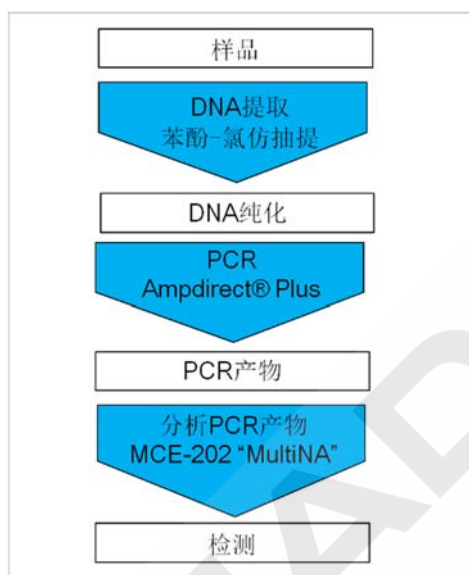 样品
DNA提取
苯酚-氯仿抽提
DNA纯化
PCR
Ampdirect® Plus
PCR产物
分析PCR产物
MCE-202 “MultiNA”
检测